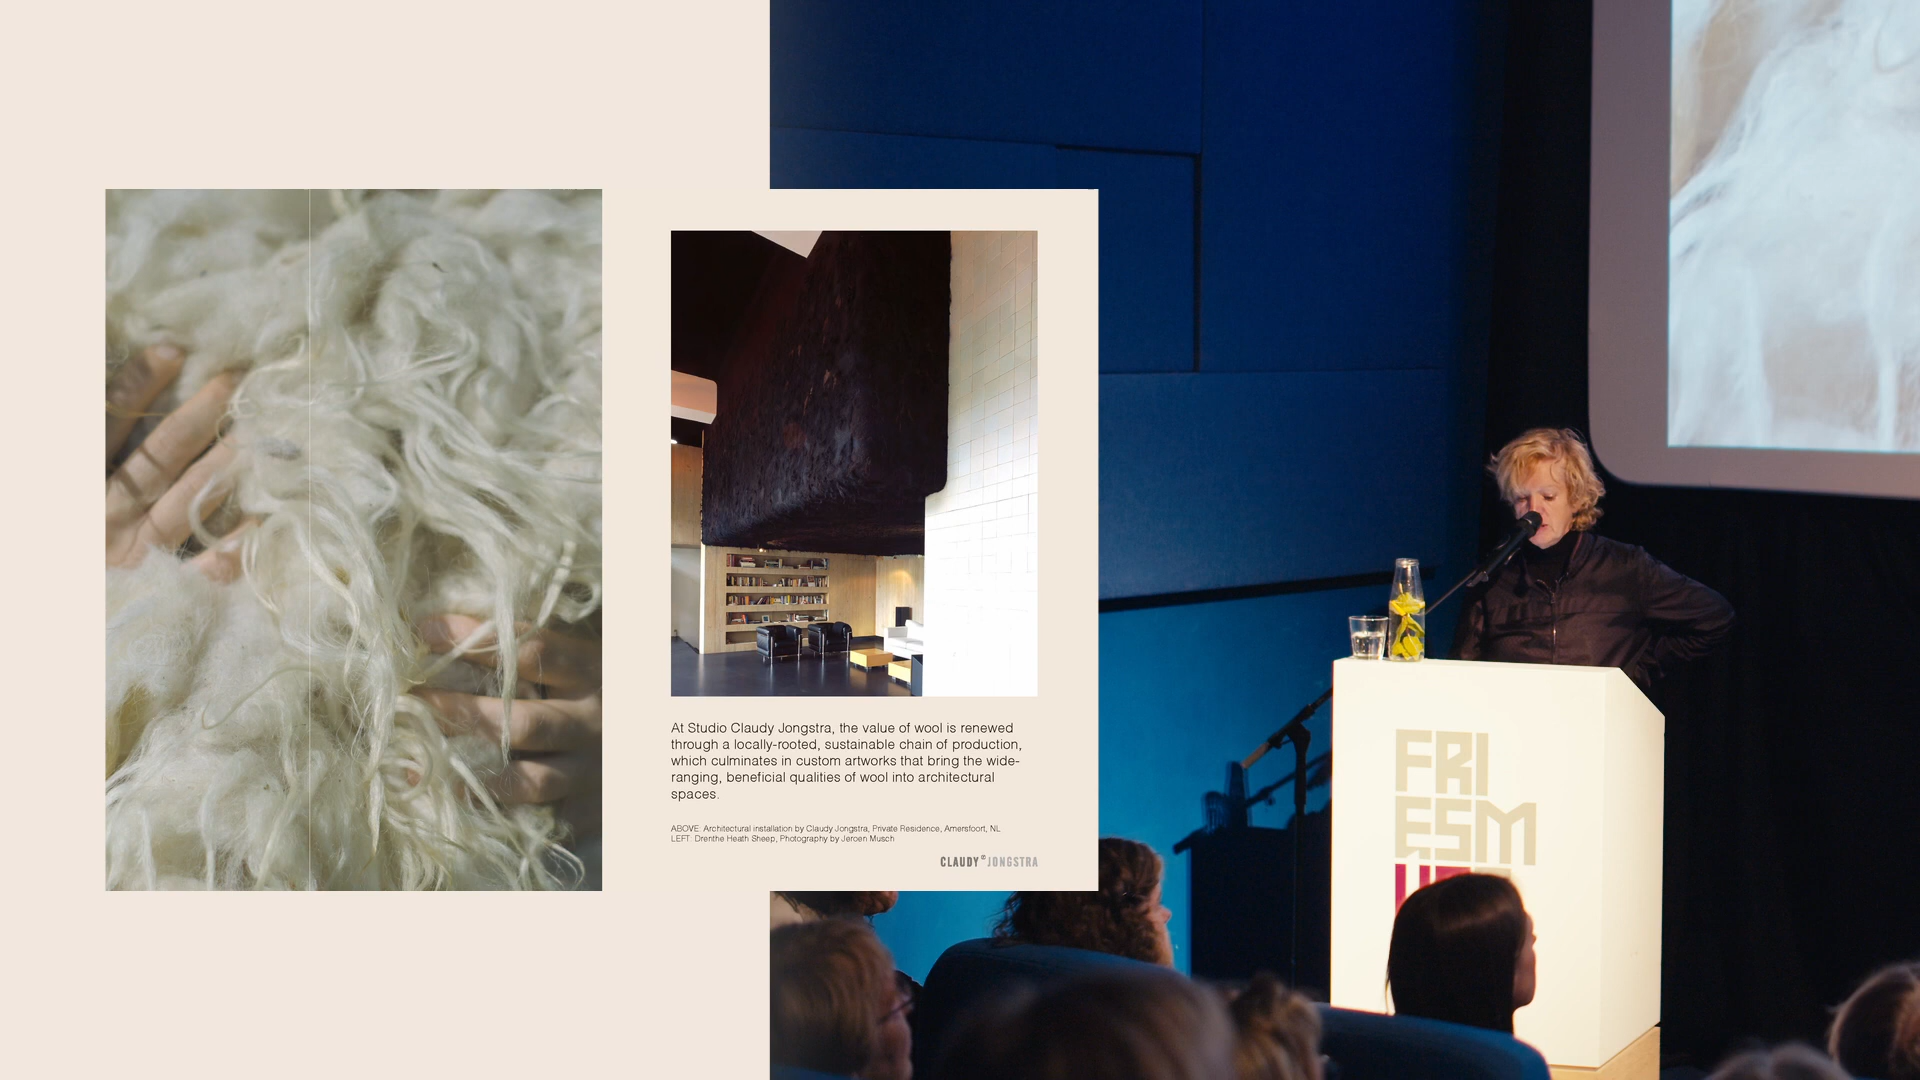 At Studio Claudy Jongstra, the value of wool is renewed
through a locally-rooted, sustainable chain of production,
which culminates in custom artworks that bring the wide-
ranging, beneficial qualities of wool into architectural
spaces.
ABOVE: Architectural installation by Claudy Jongstra, Private Residence, Amersfoort, NL
LEFT: Drenthe Heath Sheep, Photography by Jeroen Musch
CLAUDY JONGSTRA
FRI
ESM